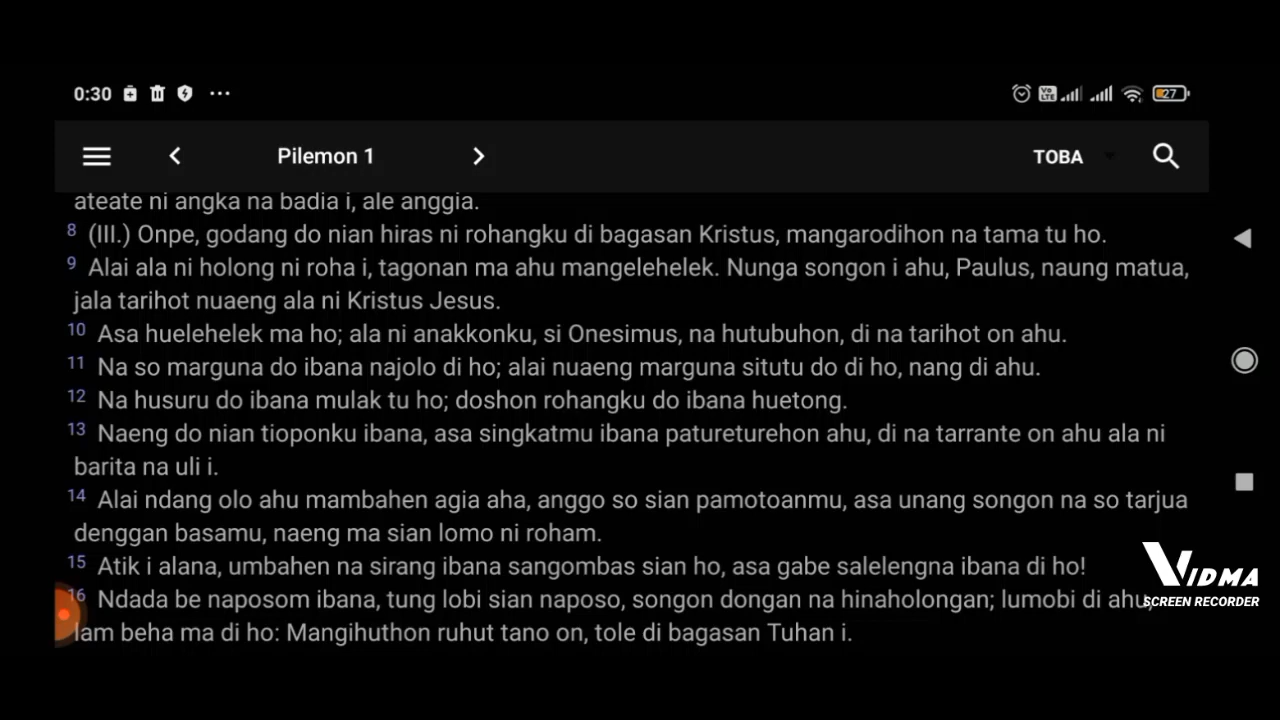 0:30 ... Vo LTE 27
Pilemon 1 TOBA
ateate ni angka na badia i, ale anggia.
8 (III.) Onpe, godang do nian hiras ni rohangku di bagasan Kristus, mangarodihon na tama tu ho.
9 Alai ala ni holong ni roha i, tagonan ma ahu mangelehelek. Nunga songon i ahu, Paulus, naung matua,
jala tarihot nuaeng ala ni Kristus Jesus.
10 Asa huelehelek ma ho; ala ni anakkonku, si Onesimus, na hutubuhon, di na tarihot on ahu.
11 Na so marguna do ibana najolo di ho; alai nuaeng marguna situtu do di ho, nang di ahu.
12 Na husuru do ibana mulak tu ho; doshon rohangku do ibana huetong.
13 Naeng do nian tioponku ibana, asa singkatmu ibana patureturehon ahu, di na tarrante on ahu ala ni
barita na uli i.
14 Alai ndang olo ahu mambahen agia aha, anggo so sian pamotoanmu, asa unang songon na so tarjua
denggan basamu, naeng ma sian lomo ni roham.
15 Atik i alana, umbahen na sirang ibana sangombas sian ho, asa gabe salelengna ibana di ho!
16 Ndada be naposom ibana, tung lobi sian naposo, songon dongan na hinaholongan; lumobi di ahu,
lam beha ma di ho: Mangihuthon ruhut tano on, tole di bagasan Tuhan i.
VIDMA
SCREEN RECORDER